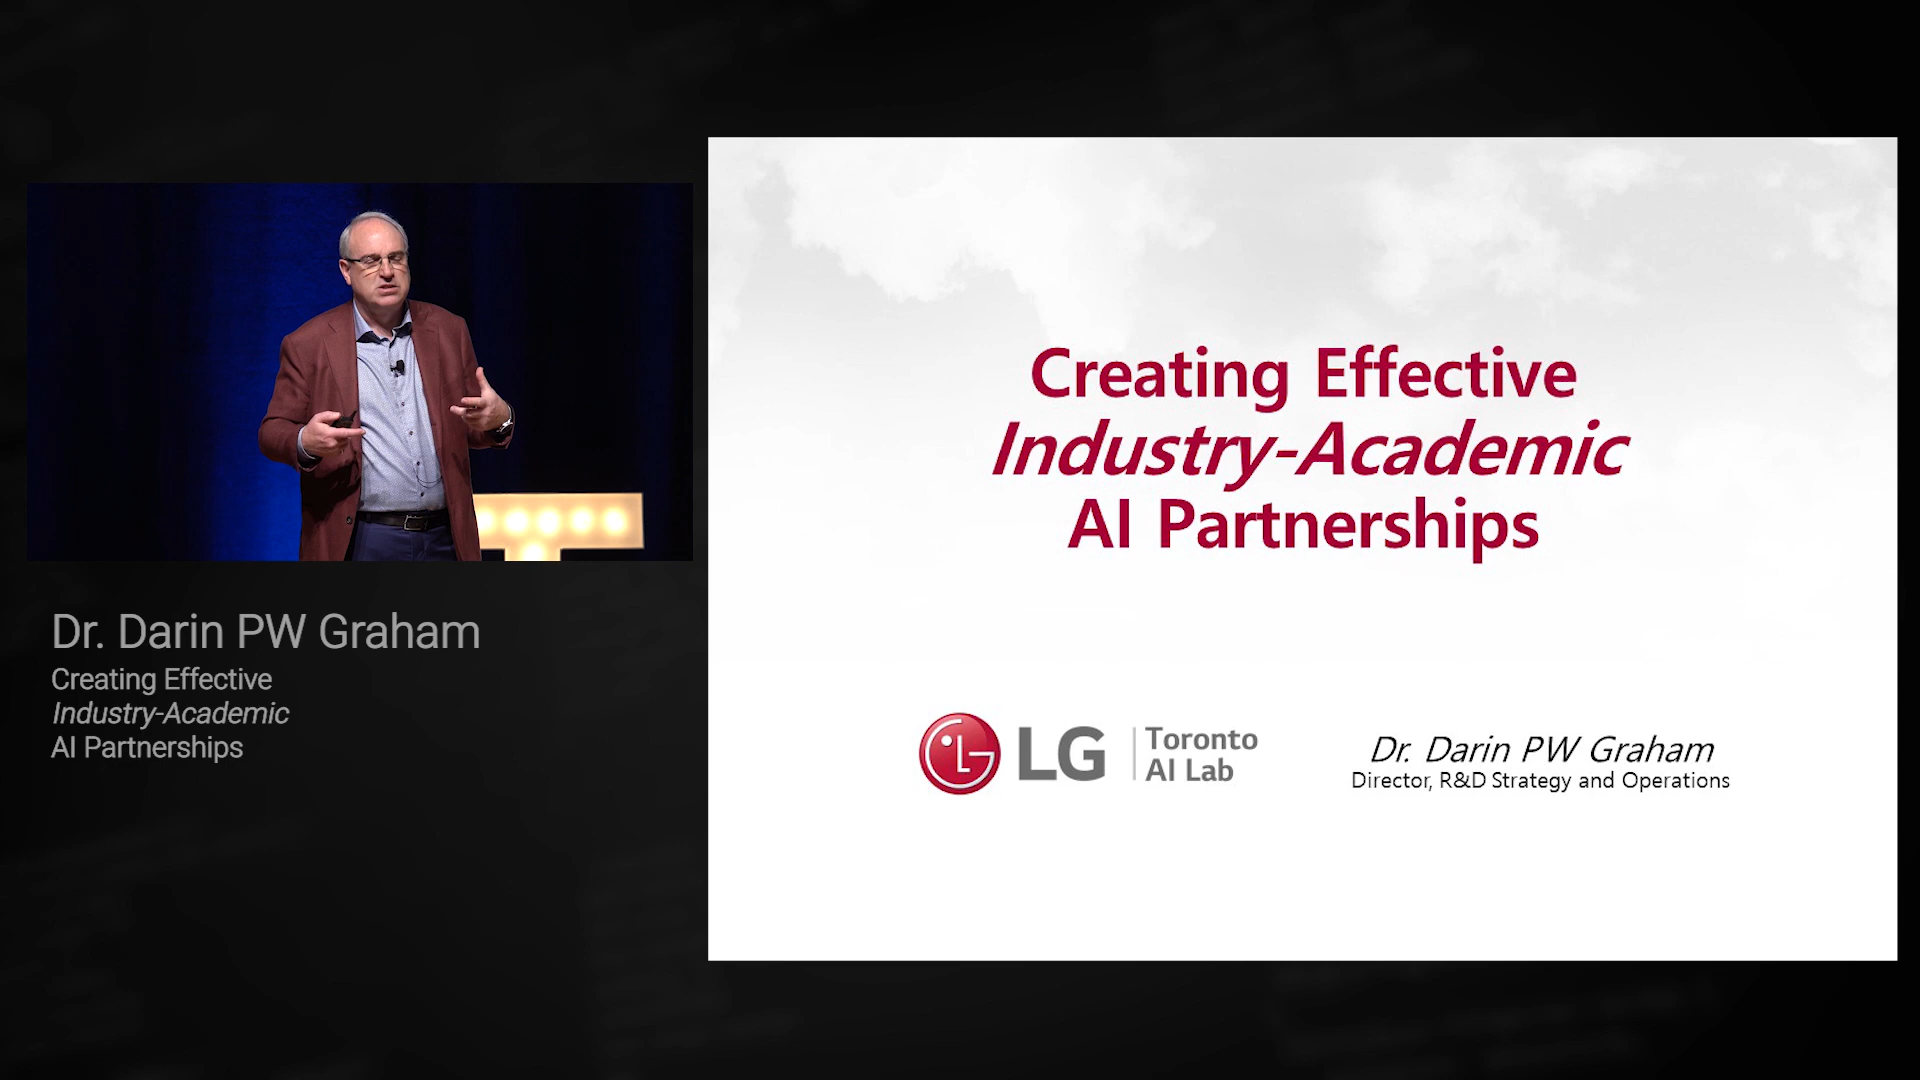 Dr. Darin PW Graham
Creating Effective
Industry-Academic
AI Partnerships
Creating Effective
Industry-Academic
AI Partnerships
LG
Toronto
AI Lab
Dr. Darin PW Graham
Director, R&D Strategy and Operations